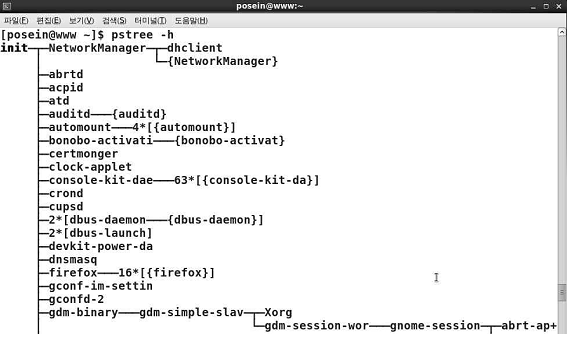 posein@www:~
파일(F) 편집(E) 보기(V) 검색(S) 터미널(T) 도움말(H)
[posein@www ~]$ pstree -h
init─┬─NetworkManager─┬─dhclient
     │                └─{NetworkManager}
     ├─abrtd
     ├─acpid
     ├─atd
     ├─auditd───{auditd}
     ├─automount───4*[{automount}]
     ├─bonobo-activati───{bonobo-activat}
     ├─certmonger
     ├─clock-applet
     ├─console-kit-dae───63*[{console-kit-da}]
     ├─crond
     ├─cupsd
     ├─2*[dbus-daemon───{dbus-daemon}]
     ├─2*[dbus-launch]
     ├─devkit-power-da
     ├─dnsmasq
     ├─firefox───16*[{firefox}]
     ├─gconf-im-settin
     ├─gconfd-2
     ├─gdm-binary───gdm-simple-slav─┬─Xorg
     │                              └─gdm-session-wor───gnome-session─┬─abrt-ap+